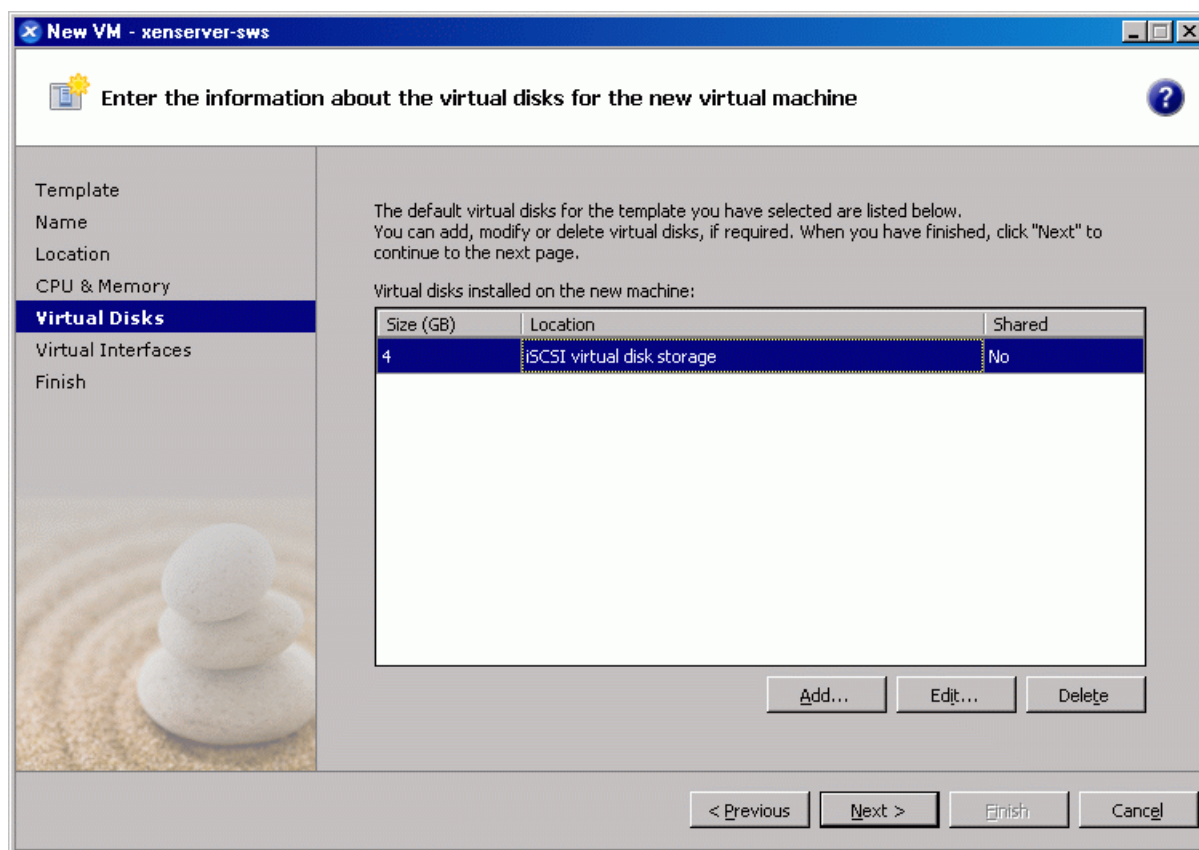 New VM - xenserver-sws
Enter the information about the virtual disks for the new virtual machine
?
Template
Name
Location
CPU & Memory
Virtual Disks
Virtual Interfaces
Finish
The default virtual disks for the template you have selected are listed below.
You can add, modify or delete virtual disks, if required. When you have finished, click "Next" to
continue to the next page.
Virtual disks installed on the new machine:
Size (GB) Location Shared
4 iSCSI virtual disk storage No
Add... Edit... Delete
< Previous Next > Finish Cancel